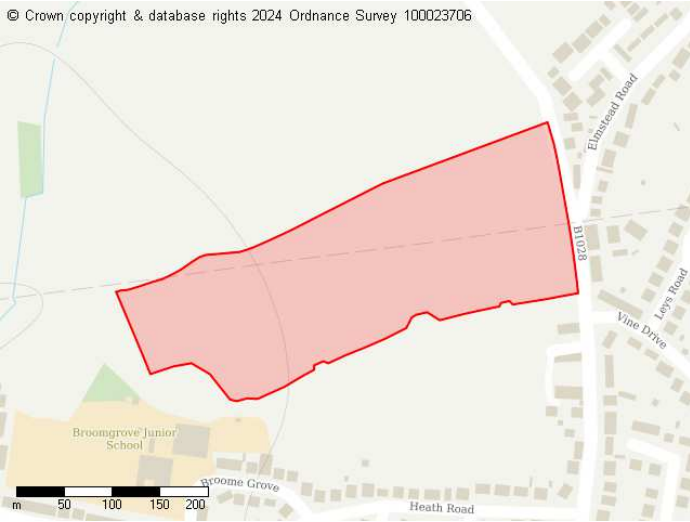 © Crown copyright & database rights 2024 Ordnance Survey 100023706
Elmstead Road
B1028
Leys Road
Vine Drive
Broomgrove Junior
School
Broome Grove
Heath Road
m 50 100 150 200